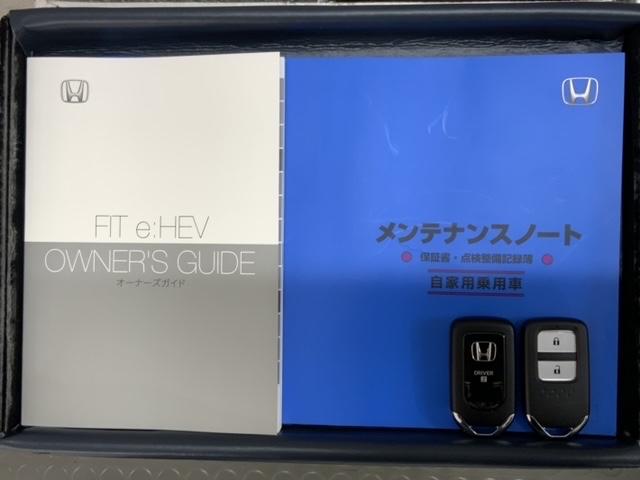 FIT e:HEV
OWNER'S GUIDE
オーナーズガイド
メンテナンスノート
保証書・点検整備記録簿
自家用乗用車
DRIVER
2